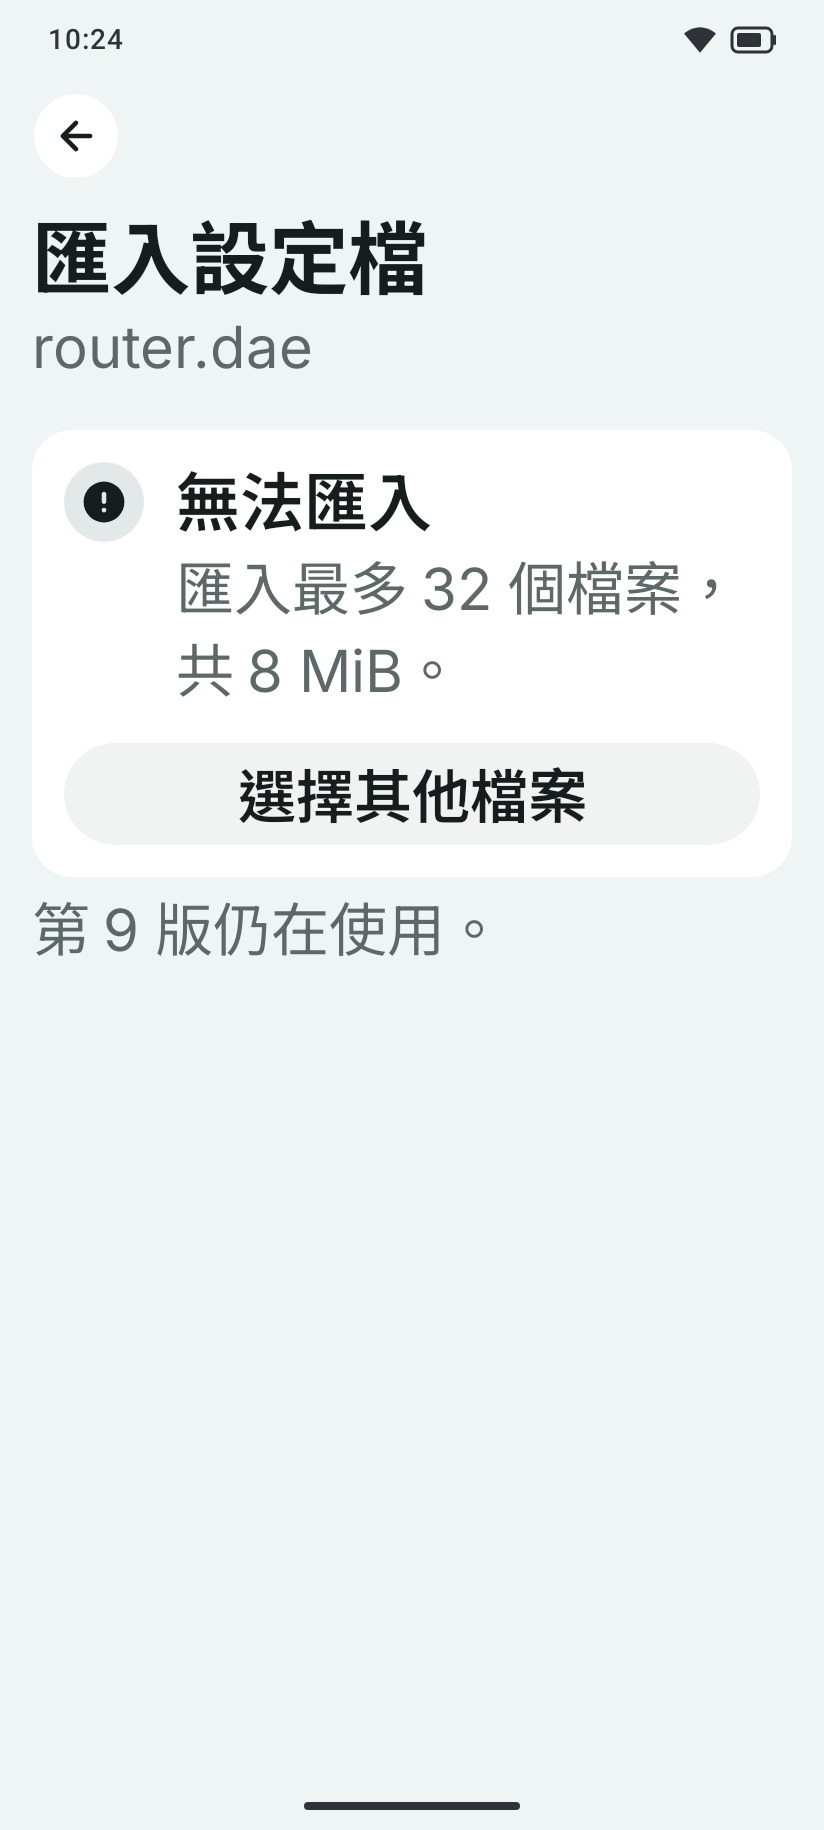 10:24
匯入設定檔
router.dae
無法匯入
匯入最多 32 個檔案，
共 8 MiB。
選擇其他檔案
第 9 版仍在使用。